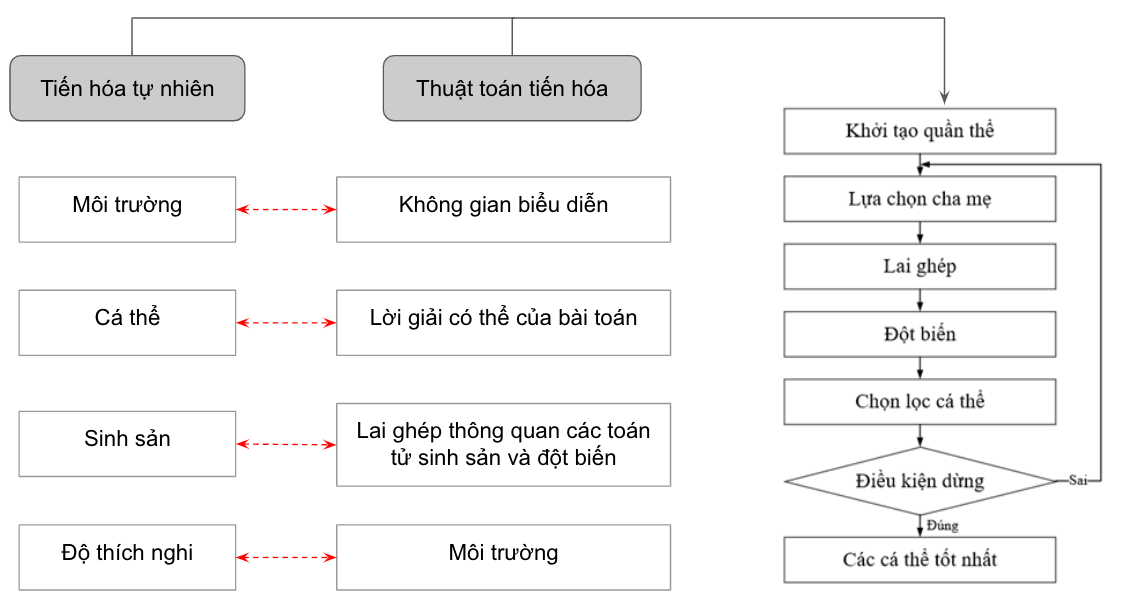 Tiến hóa tự nhiên
Thuật toán tiến hóa
Môi trường
Không gian biểu diễn
Cá thể
Lời giải có thể của bài toán
Sinh sản
Lai ghép thông quan các toán
tử sinh sản và đột biến
Độ thích nghi
Môi trường
Khởi tạo quần thể
Lựa chọn cha mẹ
Lai ghép
Đột biến
Chọn lọc cá thể
Điều kiện dừng
Sai
Đúng
Các cá thể tốt nhất